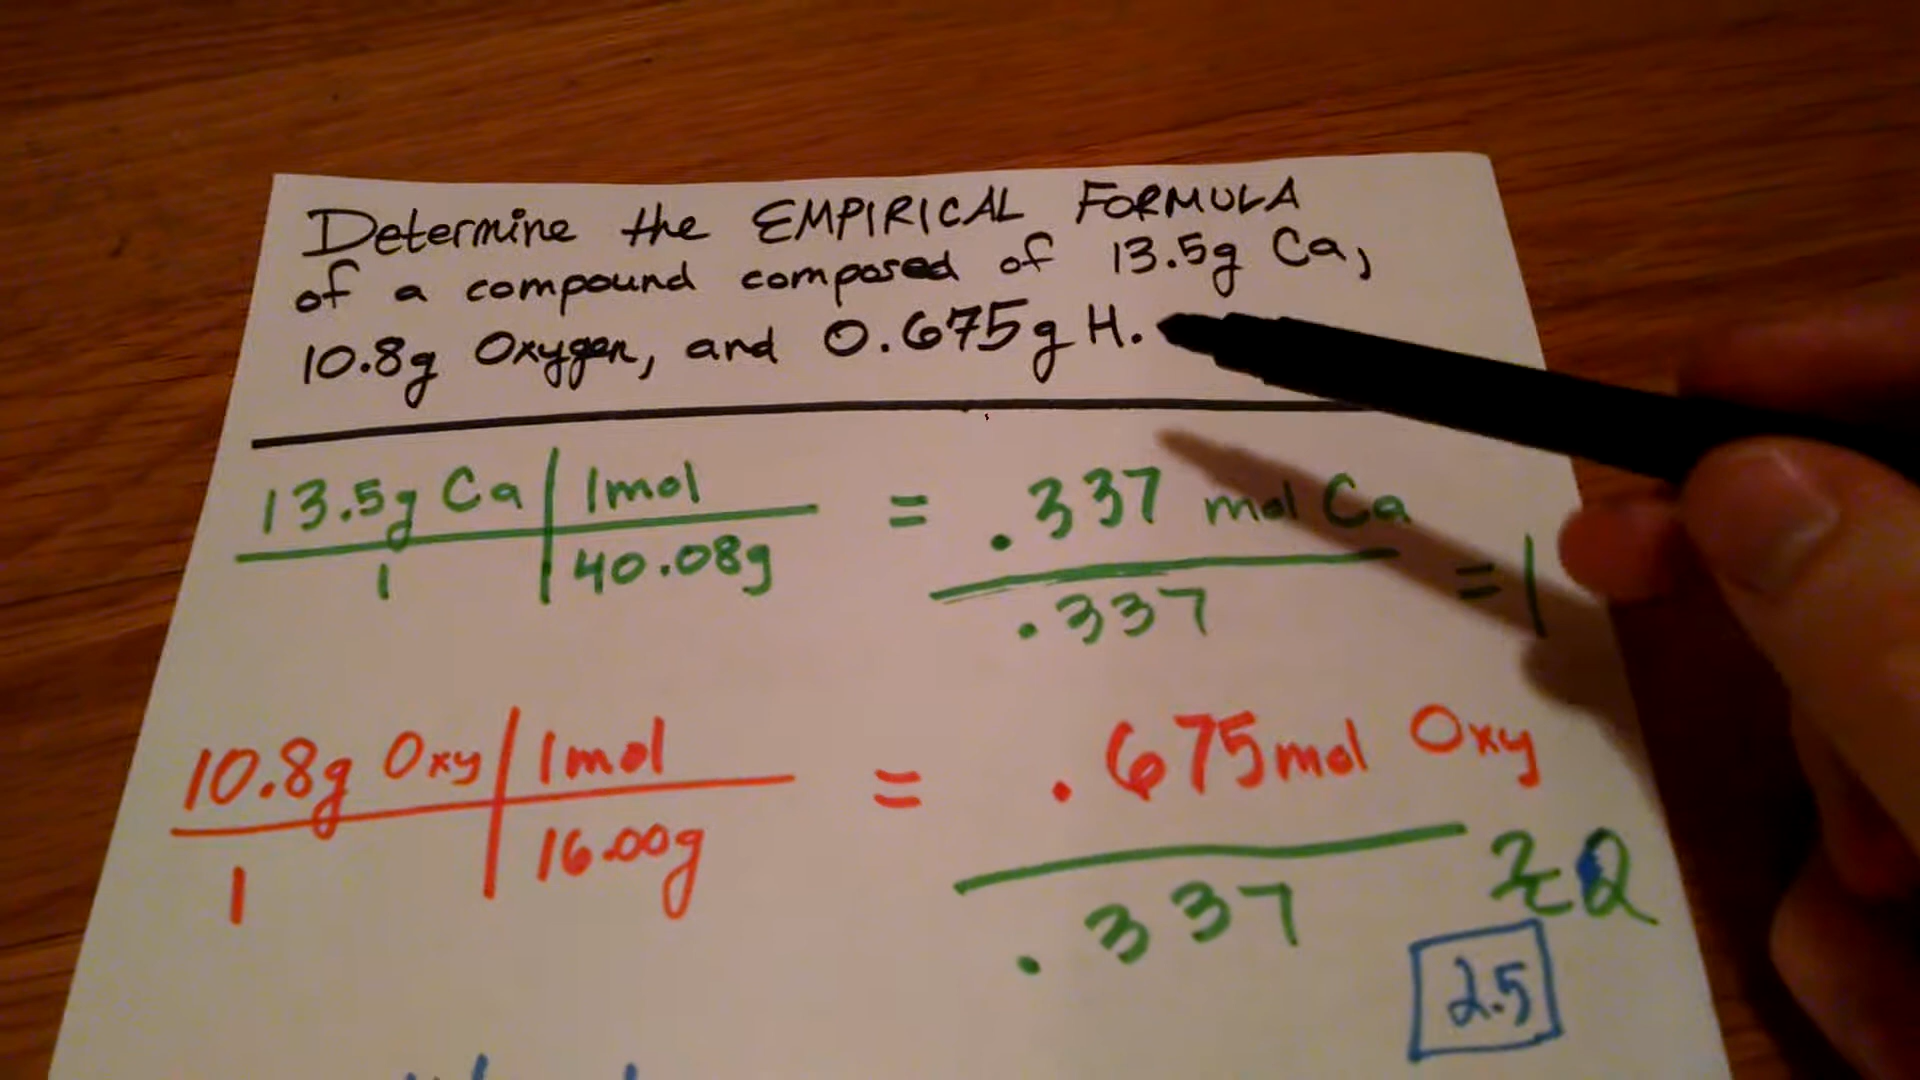 Determine the EMPIRICAL FORMULA
of a compound composed of 13.5g Ca,
10.8g Oxygen, and 0.675g H.
13.5g Ca | 1mol = .337 mol Ca
1 | 40.08g .337 = 1
10.8g Oxy | 1mol = .675mol Oxy
1 | 16.00g .337 2
2.5